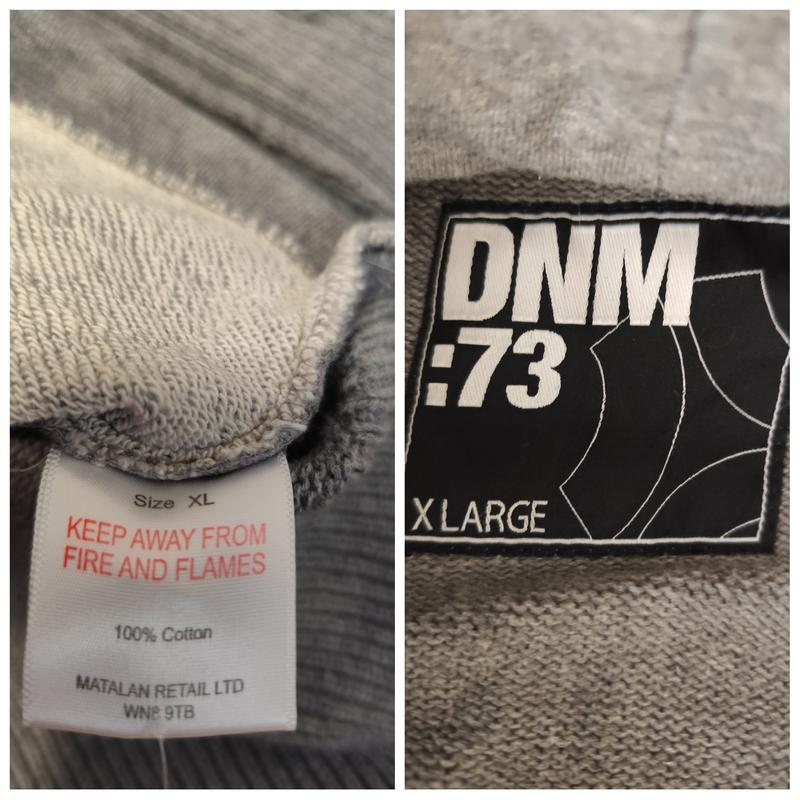 Size XL
KEEP AWAY FROM
FIRE AND FLAMES
100% Cotton
MATALAN RETAIL LTD
WN8 9TB
DNM
:73
X LARGE